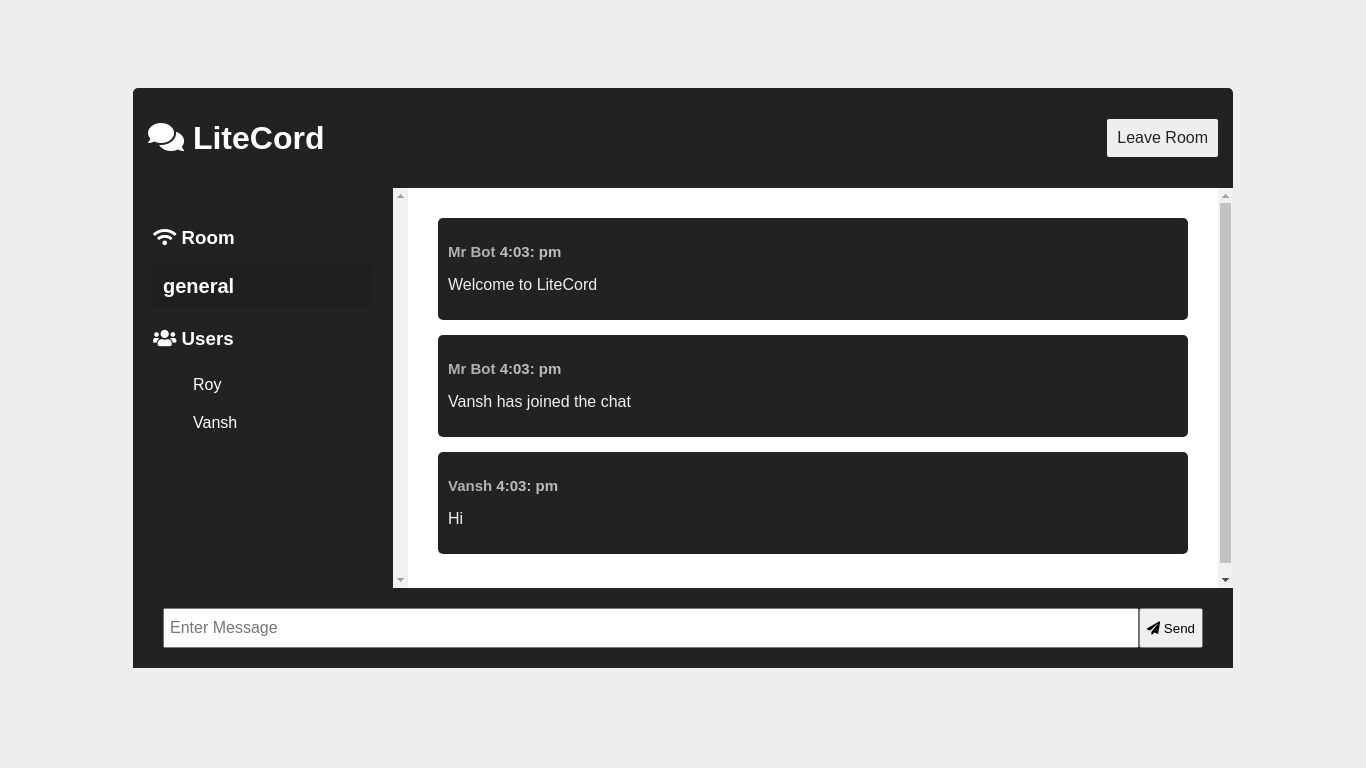 LiteCord
Leave Room
Room
general
Users
Roy
Vansh
Mr Bot 4:03: pm
Welcome to LiteCord
Mr Bot 4:03: pm
Vansh has joined the chat
Vansh 4:03: pm
Hi
Enter Message
Send